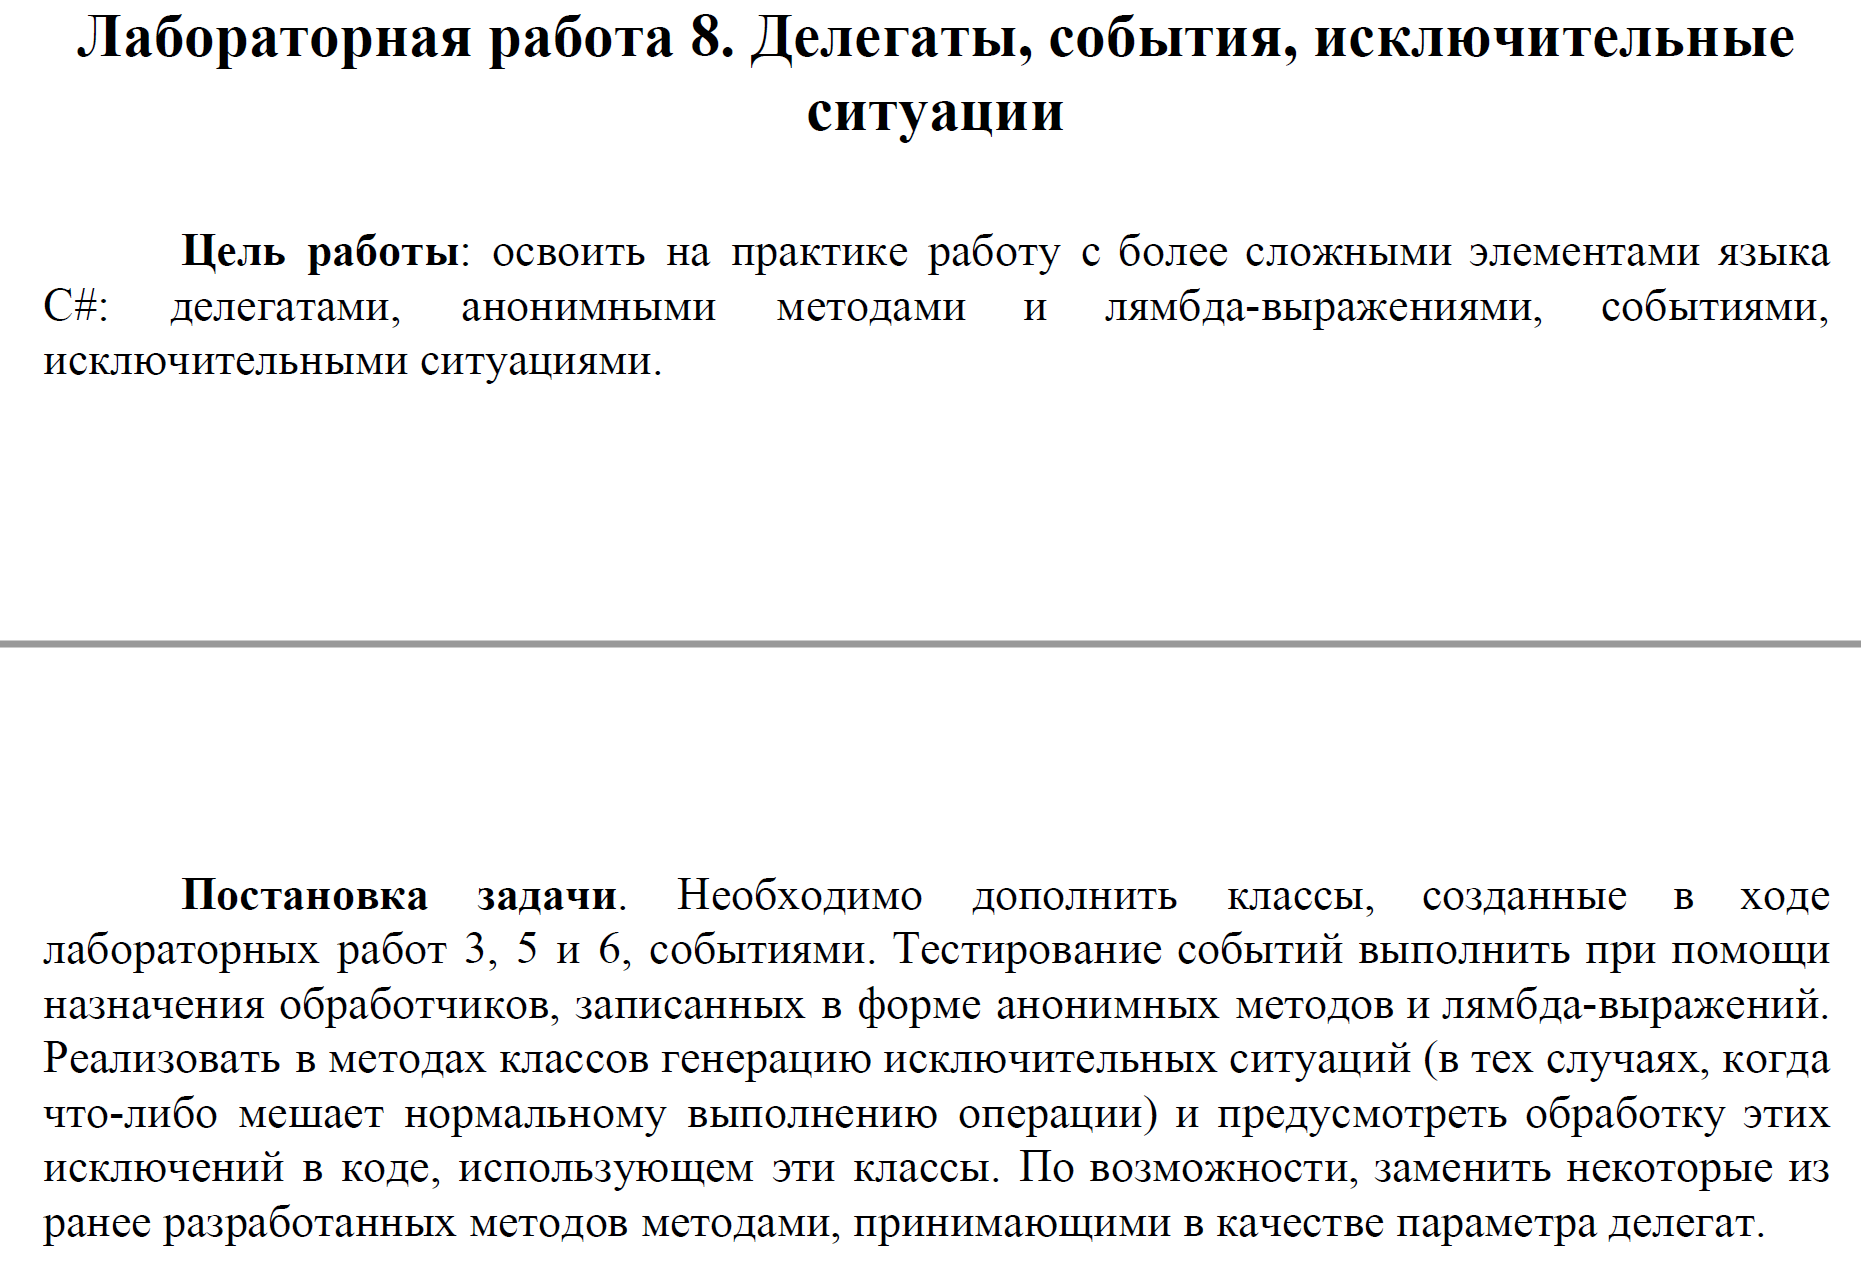 Лабораторная работа 8. Делегаты, события, исключительные
ситуации
Цель работы: освоить на практике работу с более сложными элементами языка
C#: делегатами, анонимными методами и лямбда-выражениями, событиями,
исключительными ситуациями.
Постановка задачи. Необходимо дополнить классы, созданные в ходе
лабораторных работ 3, 5 и 6, событиями. Тестирование событий выполнить при помощи
назначения обработчиков, записанных в форме анонимных методов и лямбда-выражений.
Реализовать в методах классов генерацию исключительных ситуаций (в тех случаях, когда
что-либо мешает нормальному выполнению операции) и предусмотреть обработку этих
исключений в коде, использующем эти классы. По возможности, заменить некоторые из
ранее разработанных методов методами, принимающими в качестве параметра делегат.